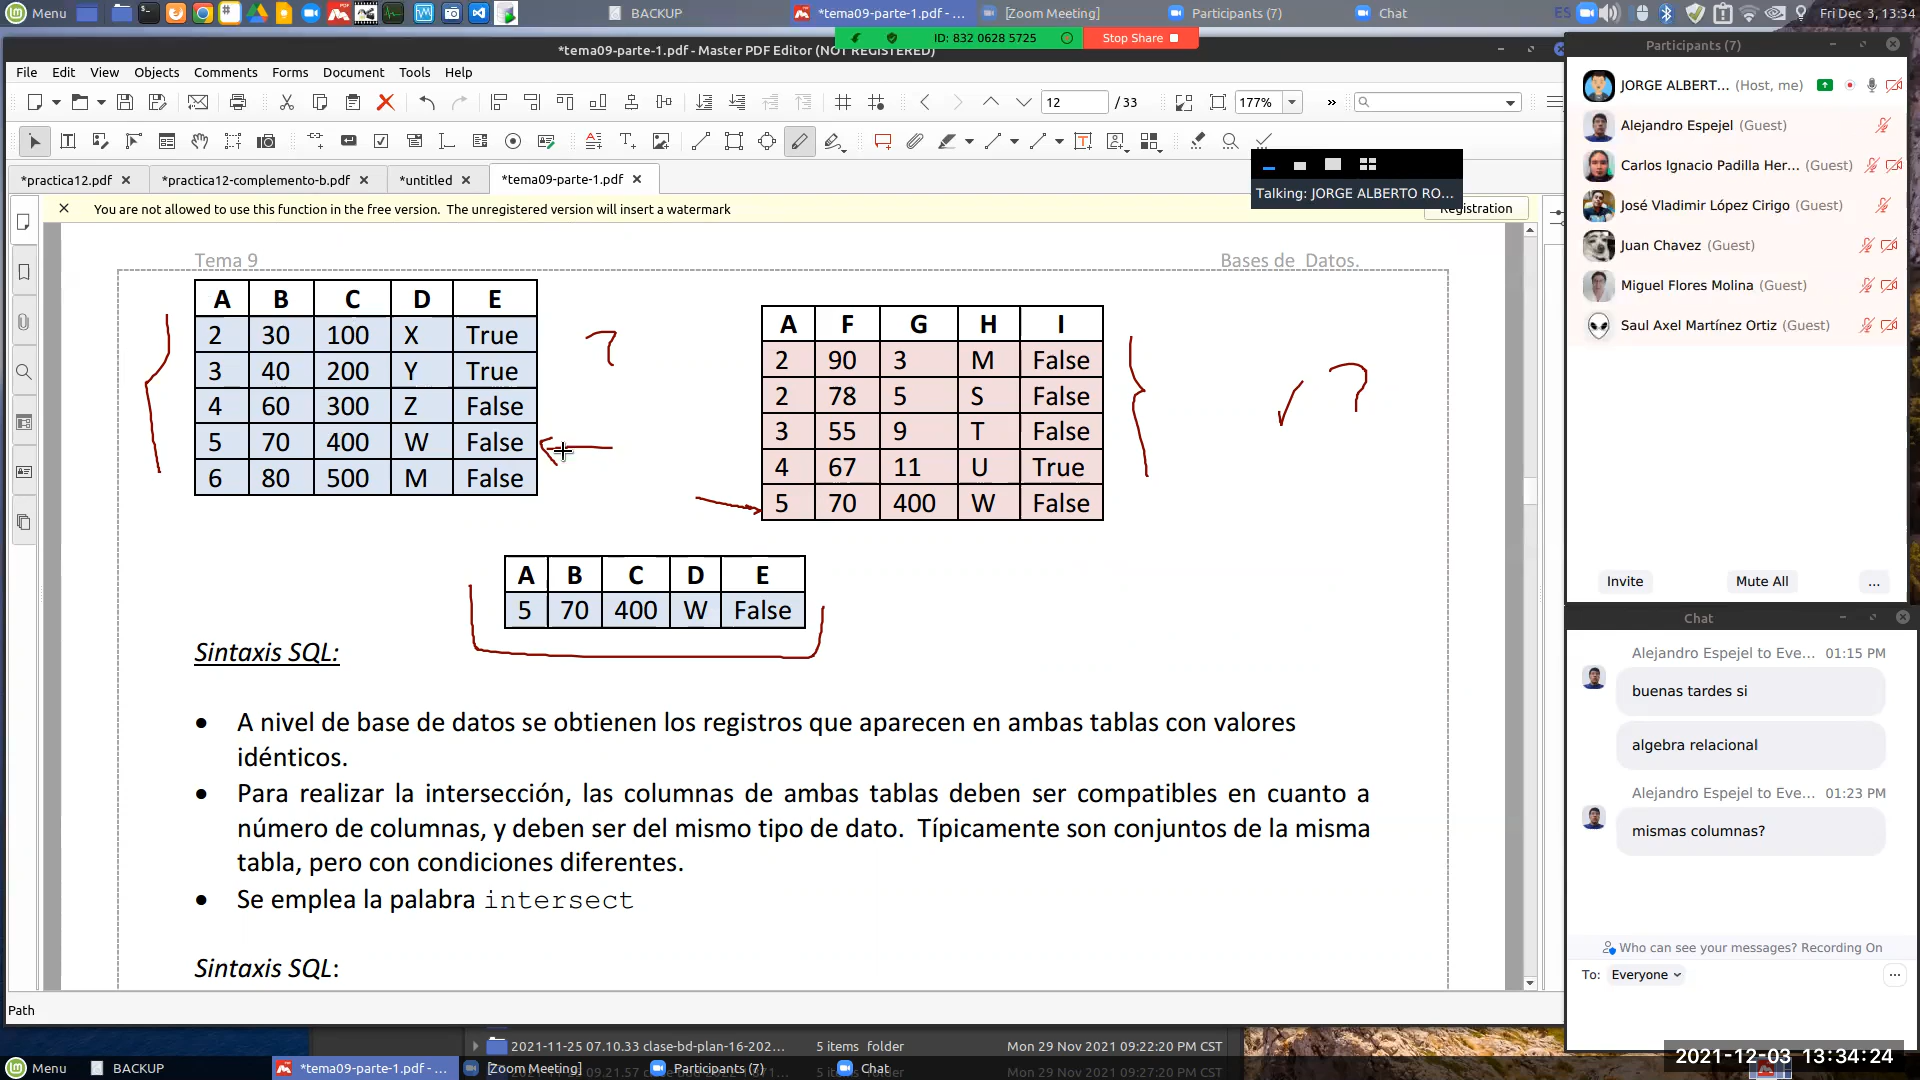 Menu
BACKUP
*tema09-parte-1.pdf - ...
[Zoom Meeting]
Participants (7)
Chat
ES
Fri Dec 3, 13:34
*tema09-parte-1.pdf - Master PDF Editor (NOT REGISTERED)
ID: 832 0628 5725
Stop Share
File Edit View Objects Comments Forms Document Tools Help
12 / 33
177%
*practica12.pdf
*practica12-complemento-b.pdf
*untitled
*tema09-parte-1.pdf
Talking: JORGE ALBERTO RO...
You are not allowed to use this function in the free version. The unregistered version will insert a watermark
Registration
Tema 9
Bases de Datos.
A B C D E
2 30 100 X True
3 40 200 Y True
4 60 300 Z False
5 70 400 W False
6 80 500 M False
A F G H I
2 90 3 M False
2 78 5 S False
3 55 9 T False
4 67 11 U True
5 70 400 W False
?
A B C D E
5 70 400 W False
Sintaxis SQL:
• A nivel de base de datos se obtienen los registros que aparecen en ambas tablas con valores
idénticos.
• Para realizar la intersección, las columnas de ambas tablas deben ser compatibles en cuanto a
número de columnas, y deben ser del mismo tipo de dato. Típicamente son conjuntos de la misma
tabla, pero con condiciones diferentes.
• Se emplea la palabra intersect
Sintaxis SQL:
Path
Participants (7)
JORGE ALBERT... (Host, me)
Alejandro Espejel (Guest)
Carlos Ignacio Padilla Her... (Guest)
José Vladimir López Cirigo (Guest)
Juan Chavez (Guest)
Miguel Flores Molina (Guest)
Saul Axel Martínez Ortiz (Guest)
Invite
Mute All
...
Chat
Alejandro Espejel to Eve... 01:15 PM
buenas tardes si
algebra relacional
Alejandro Espejel to Eve... 01:23 PM
mismas columnas?
Who can see your messages? Recording On
To: Everyone
...
2021-11-25 07.10.33 clase-bd-plan-16-202... 5 items folder Mon 29 Nov 2021 09:22:20 PM CST
Menu
BACKUP
*tema09-parte-1.pdf - ...
[Zoom Meeting]
Participants (7)
Chat
2021-12-03 13:34:24